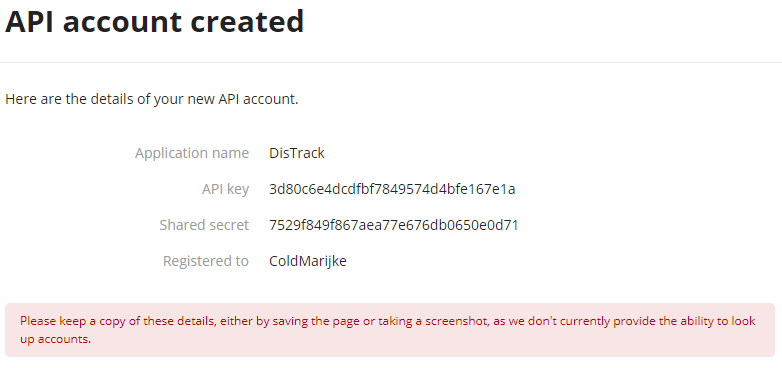 API account created
Here are the details of your new API account.
Application name DisTrack
API key 3d80c6e4dcdfbf7849574d4bfe167e1a
Shared secret 7529f849f867aea77e676db0650e0d71
Registered to ColdMarijke
Please keep a copy of these details, either by saving the page or taking a screenshot, as we don't currently provide the ability to look
up accounts.